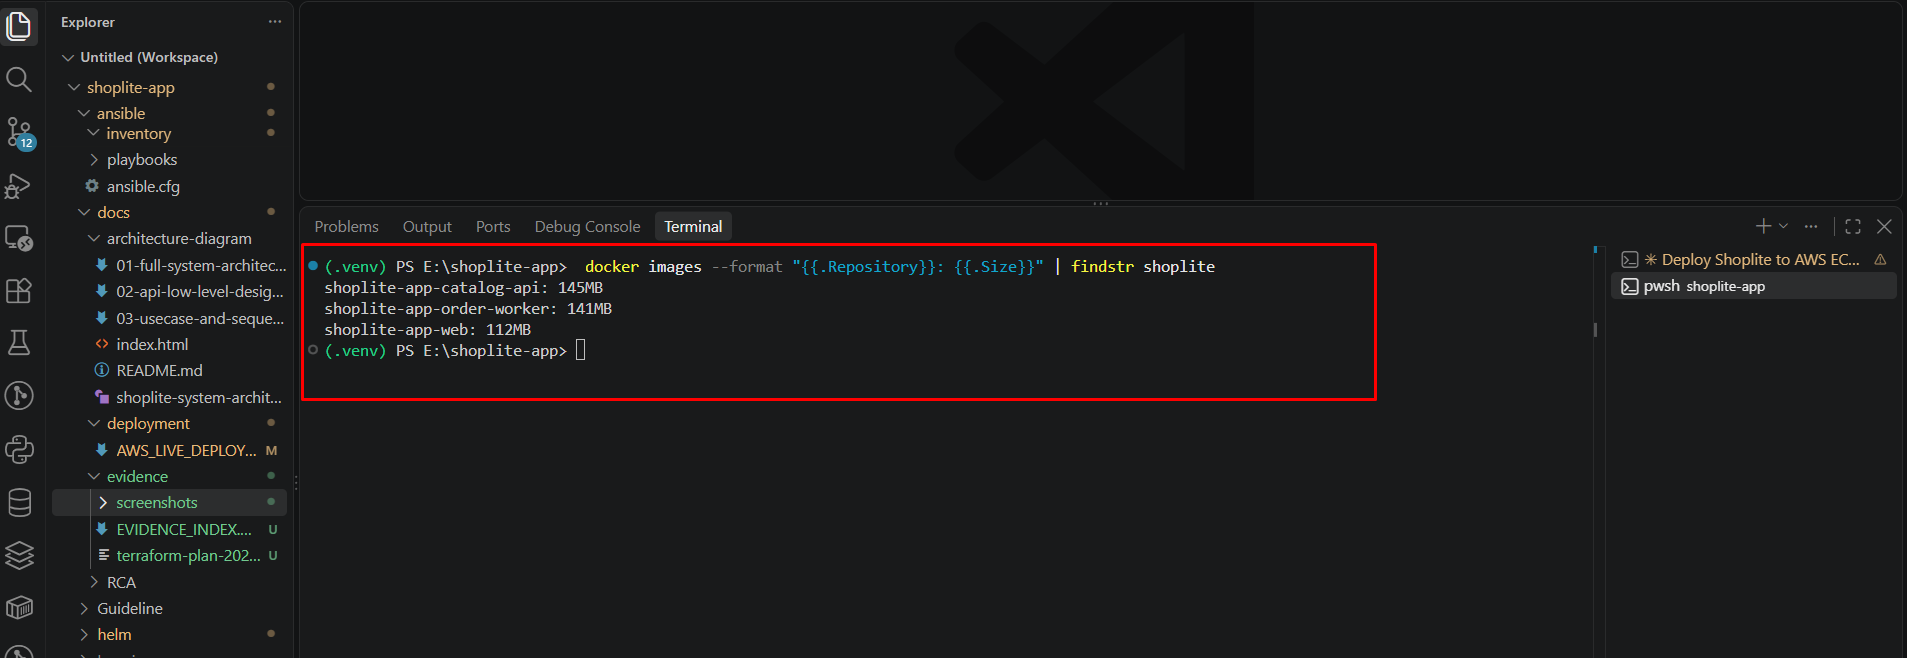 Explorer
Untitled (Workspace)
shoplite-app
ansible
inventory
playbooks
ansible.cfg
docs
architecture-diagram
01-full-system-architec...
02-api-low-level-desig...
03-usecase-and-seque...
index.html
README.md
shoplite-system-archit...
deployment
AWS_LIVE_DEPLOY... M
evidence
screenshots
EVIDENCE_INDEX.... U
terraform-plan-202... U
RCA
Guideline
helm
12
Problems Output Ports Debug Console Terminal
(.venv) PS E:\shoplite-app>  docker images --format "{{.Repository}}: {{.Size}}" | findstr shoplite
shoplite-app-catalog-api: 145MB
shoplite-app-order-worker: 141MB
shoplite-app-web: 112MB
(.venv) PS E:\shoplite-app>
✳ Deploy Shoplite to AWS EC...
pwsh shoplite-app